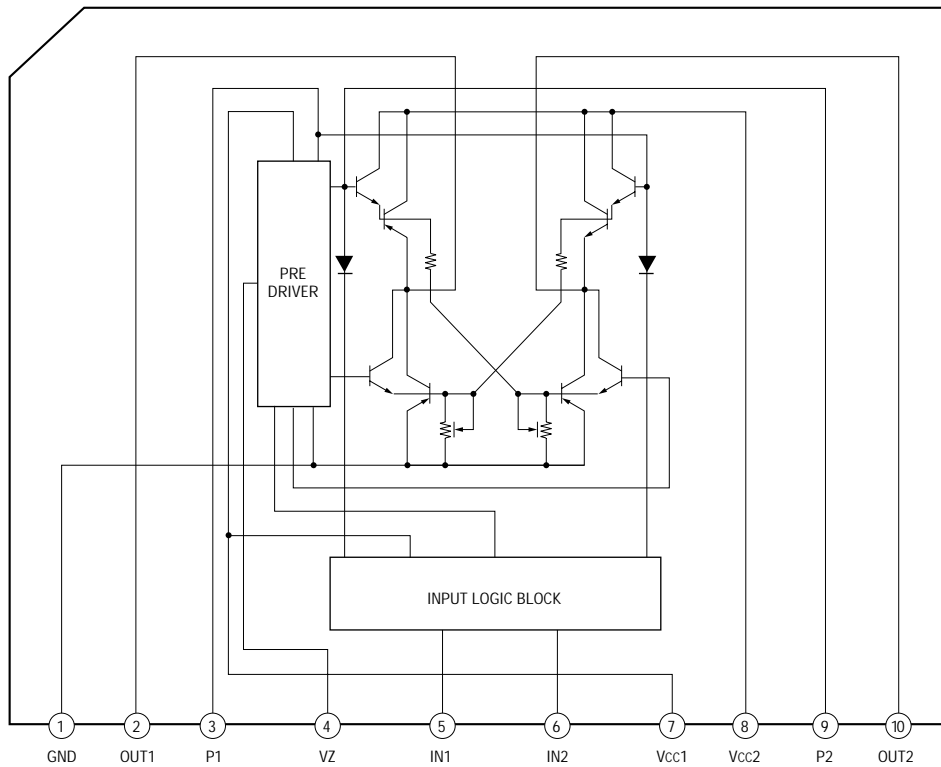 PRE
DRIVER
INPUT LOGIC BLOCK
1 2 3 4 5 6 7 8 9 10
GND OUT1 P1 VZ IN1 IN2 VCC1 VCC2 P2 OUT2